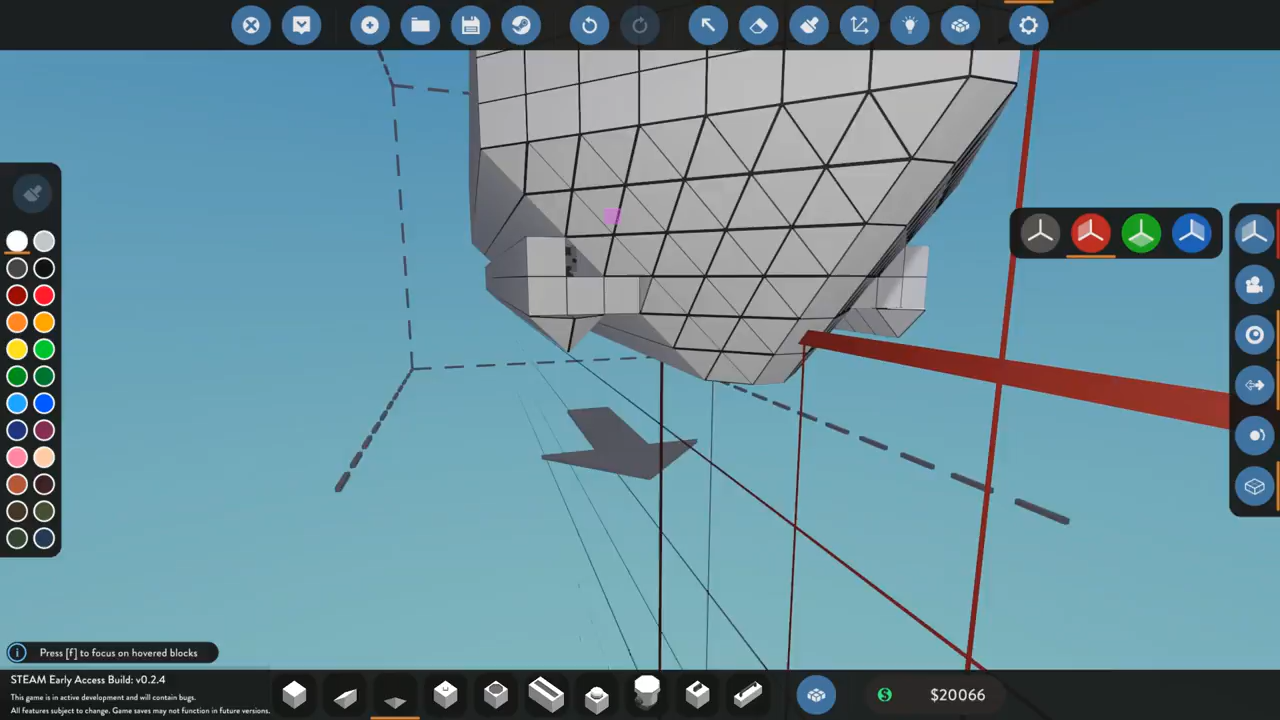 Press [f] to focus on hovered blocks
STEAM Early Access Build: v0.2.4
This game is in active development and will contain bugs.
All features subject to change. Game saves may not function in future versions.
$
$20066